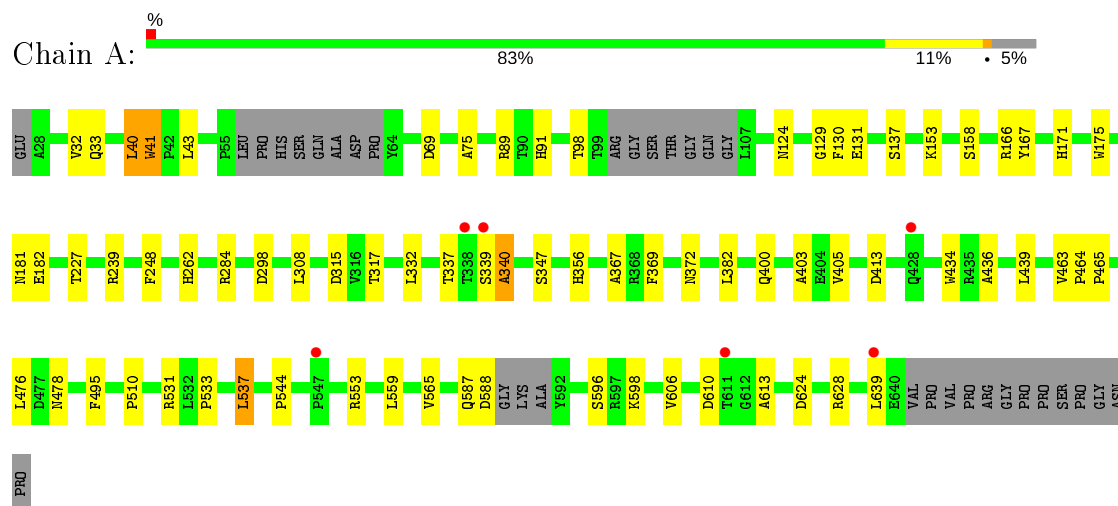 %
Chain A:
83% 11% • 5%
GLU A28 V32 Q33 L40 W41 P42 L43 P55 LEU PRO HIS SER GLN ALA ASP PRO Y64 D69 A75 R89 T90 H91 T98 T99 ARG GLY SER THR GLY GLN GLY L107 N124 G129 F130 E131 S137 K153 S158 R166 Y167 H171 W175
N181 E182 T227 R239 F248 H262 R284 D298 L308 D315 V316 T317 L332 T337 T338 S339 A340 S347 H356 A367 R368 F369 N372 L382 Q400 A403 E404 V405 D413 Q428 W434 R435 A436 L439 V463 P464 P465
L476 D477 N478 F495 P510 R531 L532 P533 L537 P544 P547 R553 L559 V565 Q587 D588 GLY LYS ALA Y592 S596 R597 K598 V606 D610 T611 G612 A613 D624 R628 L639 E640 VAL PRO VAL PRO ARG GLY PRO PRO SER PRO GLY ASN
PRO